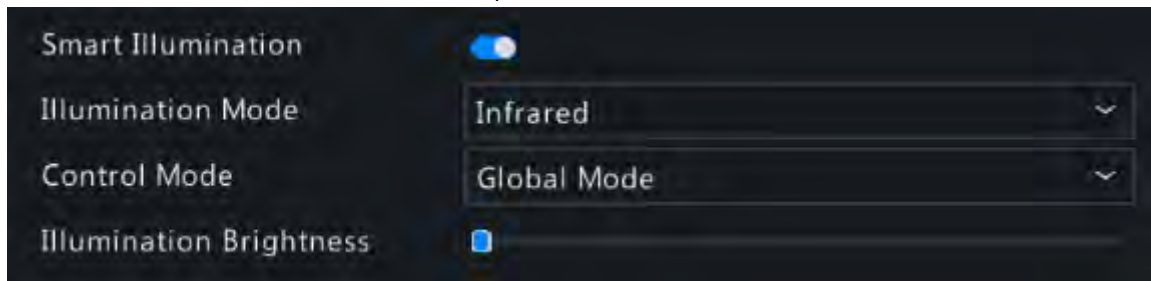 Smart Illumination
Illumination Mode Infrared
Control Mode Global Mode
Illumination Brightness